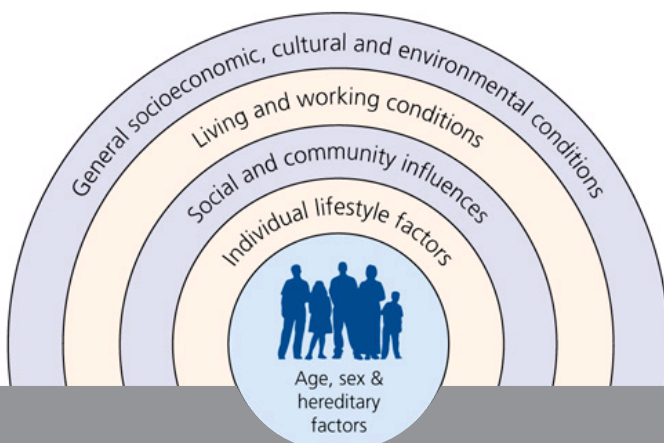 General socioeconomic, cultural and environmental conditions
Living and working conditions
Social and community influences
Individual lifestyle factors
Age, sex &
hereditary
factors